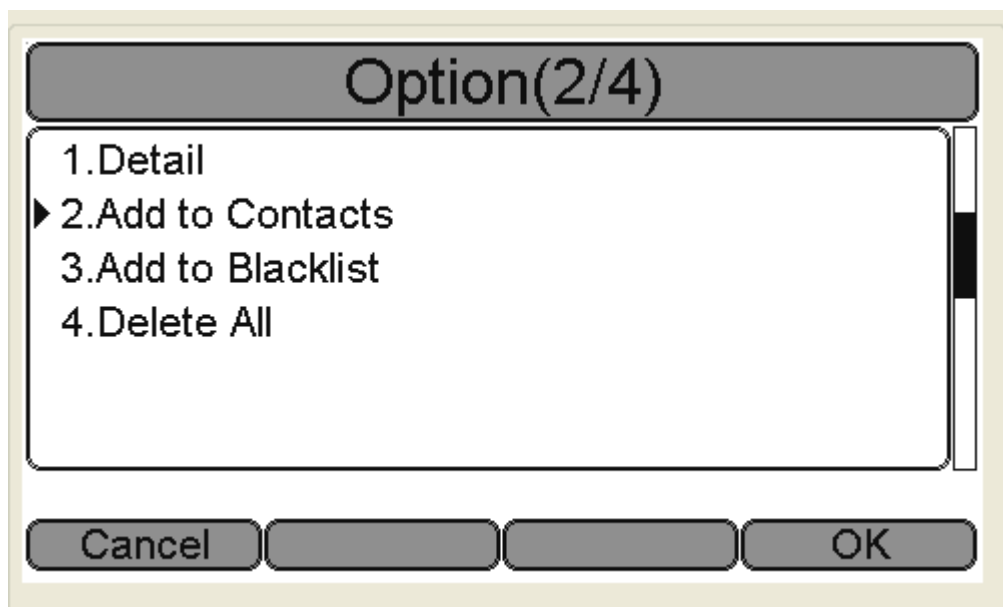 Option(2/4)
1.Detail
2.Add to Contacts
3.Add to Blacklist
4.Delete All
Cancel OK